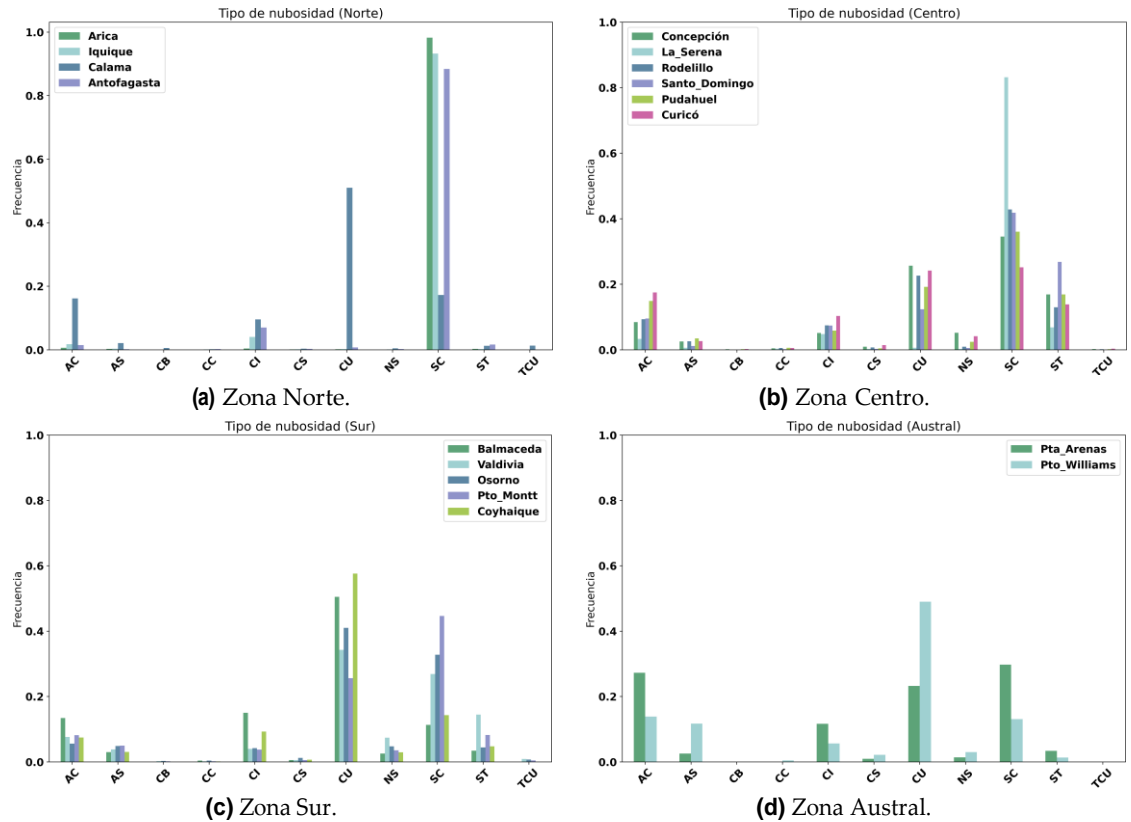 Tipo de nubosidad (Norte)
Frecuencia
1.0
0.8
0.6
0.4
0.2
0.0
Arica
Iquique
Calama
Antofagasta
AC AS CB CC CI CS CU NS SC ST TCU
(a) Zona Norte.
Tipo de nubosidad (Centro)
Frecuencia
1.0
0.8
0.6
0.4
0.2
0.0
Concepción
La_Serena
Rodelillo
Santo_Domingo
Pudahuel
Curicó
AC AS CB CC CI CS CU NS SC ST TCU
(b) Zona Centro.
Tipo de nubosidad (Sur)
Frecuencia
1.0
0.8
0.6
0.4
0.2
0.0
Balmaceda
Valdivia
Osorno
Pto_Montt
Coyhaique
AC AS CB CC CI CS CU NS SC ST TCU
(c) Zona Sur.
Tipo de nubosidad (Austral)
Frecuencia
1.0
0.8
0.6
0.4
0.2
0.0
Pta_Arenas
Pto_Williams
AC AS CB CC CI CS CU NS SC ST TCU
(d) Zona Austral.